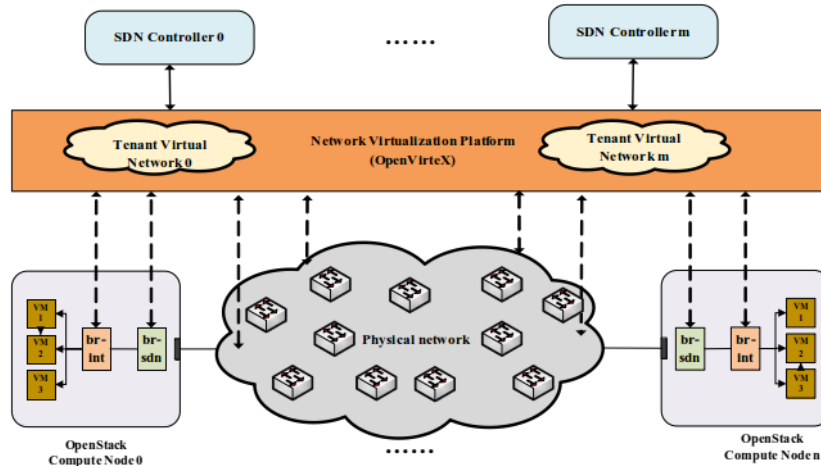 SDN Controller 0
......
SDN Controller m
Tenant Virtual
Network 0
Network Virtualization Platform
(OpenVirteX)
Tenant Virtual
Network m
VM
1
VM
2
VM
3
br-
int
br-
sdn
Physical network
br-
sdn
br-
int
VM
1
VM
2
VM
3
OpenStack
Compute Node 0
......
OpenStack
Compute Node n